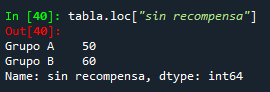 In [40]: tabla.loc["sin recompensa"]
Out[40]:
Grupo A    50
Grupo B    60
Name: sin recompensa, dtype: int64